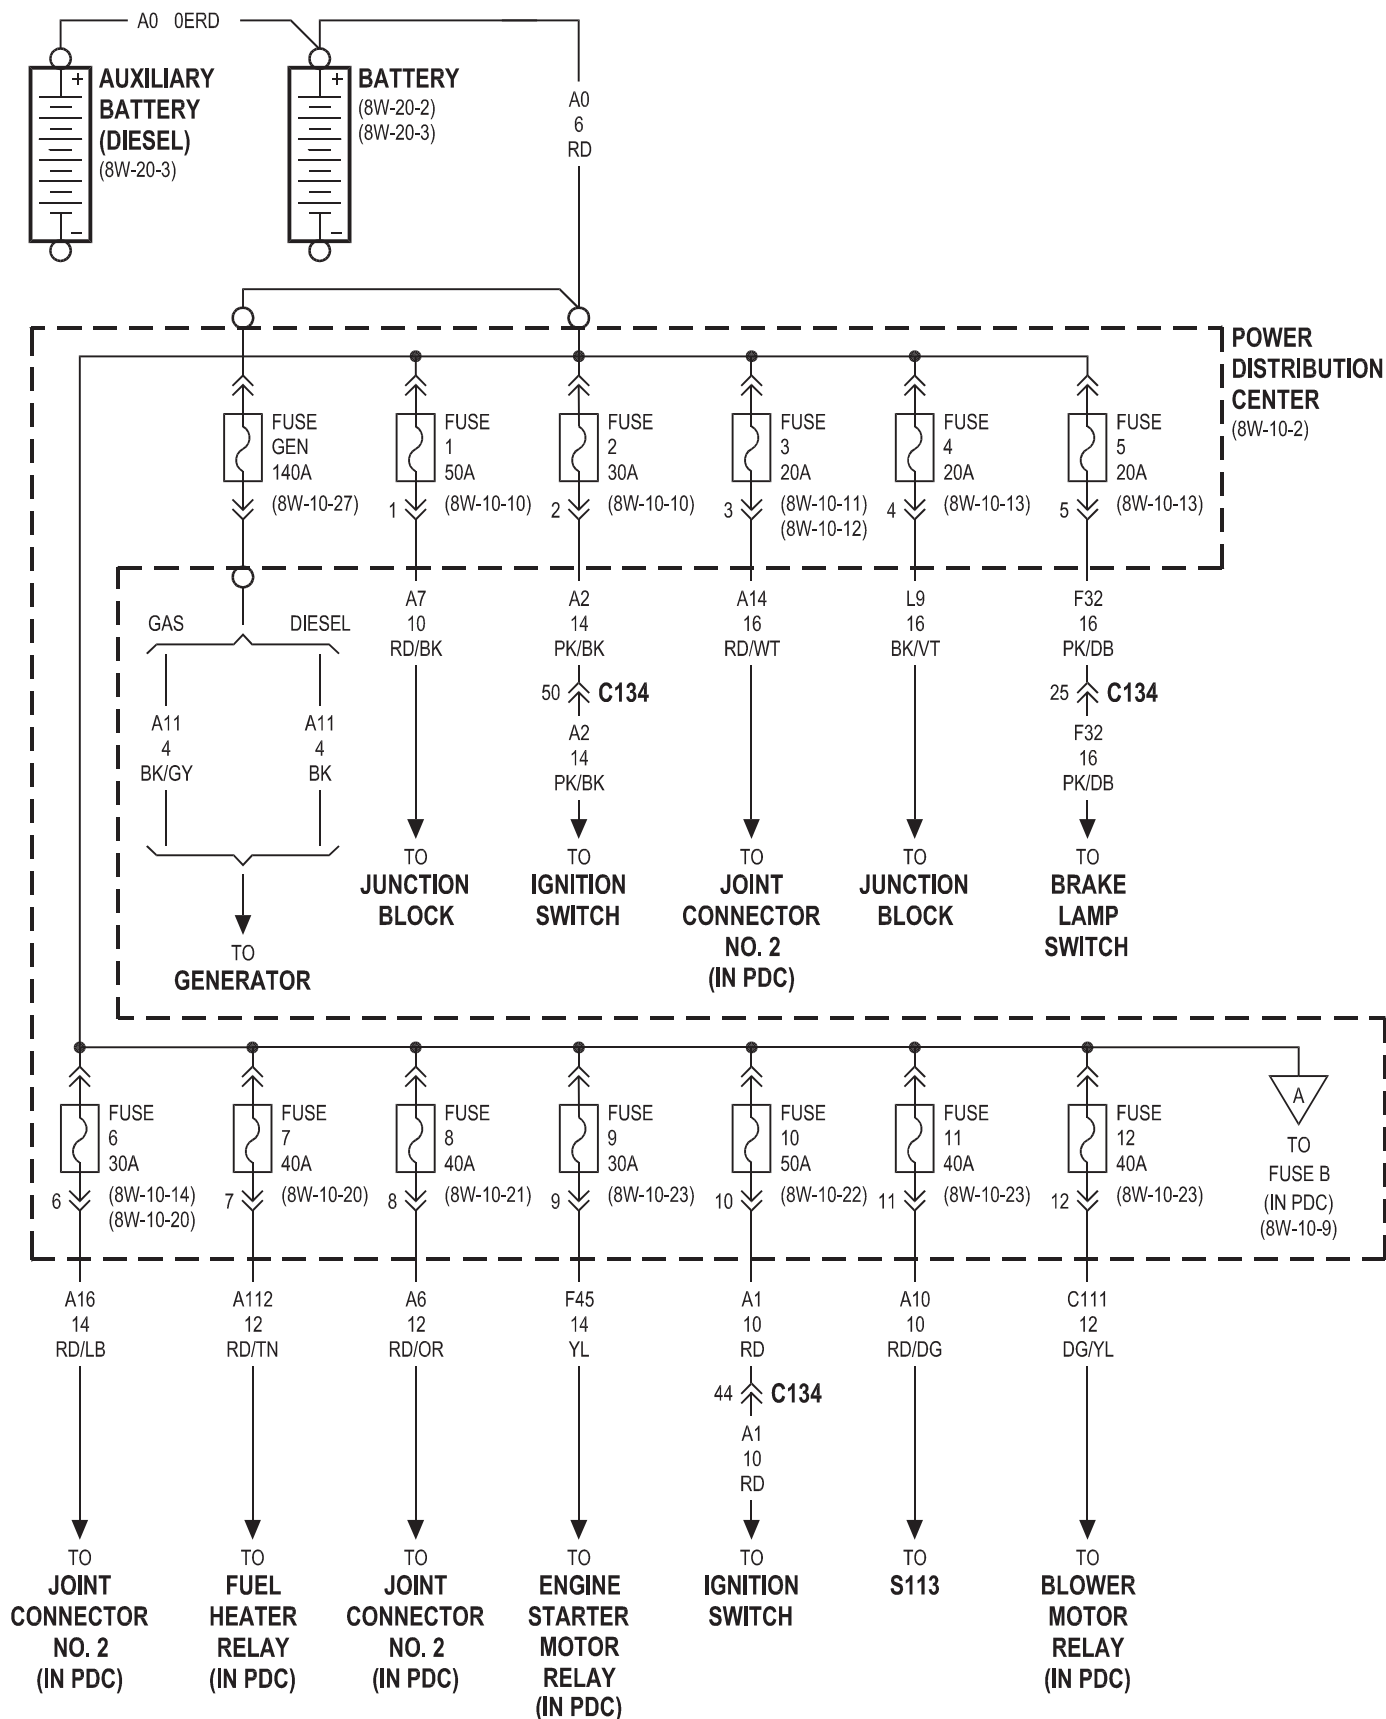 A0 0ERD
+ AUXILIARY
BATTERY
(DIESEL)
(8W-20-3)
−
+ BATTERY
(8W-20-2)
(8W-20-3)
−
A0
6
RD
POWER
DISTRIBUTION
CENTER
(8W-10-2)
FUSE
GEN
140A
(8W-10-27)
FUSE
1
50A
1 (8W-10-10)
FUSE
2
30A
2 (8W-10-10)
FUSE
3
20A
3 (8W-10-11)
(8W-10-12)
FUSE
4
20A
4 (8W-10-13)
FUSE
5
20A
5 (8W-10-13)
GAS DIESEL
A11
4
BK/GY
A11
4
BK
TO
GENERATOR
A7
10
RD/BK
TO
JUNCTION
BLOCK
A2
14
PK/BK
50 C134
A2
14
PK/BK
TO
IGNITION
SWITCH
A14
16
RD/WT
TO
JOINT
CONNECTOR
NO. 2
(IN PDC)
L9
16
BK/VT
TO
JUNCTION
BLOCK
F32
16
PK/DB
25 C134
F32
16
PK/DB
TO
BRAKE
LAMP
SWITCH
FUSE
6
30A
6 (8W-10-14)
(8W-10-20)
FUSE
7
40A
7 (8W-10-20)
FUSE
8
40A
8 (8W-10-21)
FUSE
9
30A
9 (8W-10-23)
FUSE
10
50A
10 (8W-10-22)
FUSE
11
40A
11 (8W-10-23)
FUSE
12
40A
12 (8W-10-23)
A
TO
FUSE B
(IN PDC)
(8W-10-9)
A16
14
RD/LB
TO
JOINT
CONNECTOR
NO. 2
(IN PDC)
A112
12
RD/TN
TO
FUEL
HEATER
RELAY
(IN PDC)
A6
12
RD/OR
TO
JOINT
CONNECTOR
NO. 2
(IN PDC)
F45
14
YL
TO
ENGINE
STARTER
MOTOR
RELAY
(IN PDC)
A1
10
RD
44 C134
A1
10
RD
TO
IGNITION
SWITCH
A10
10
RD/DG
TO
S113
C111
12
DG/YL
TO
BLOWER
MOTOR
RELAY
(IN PDC)